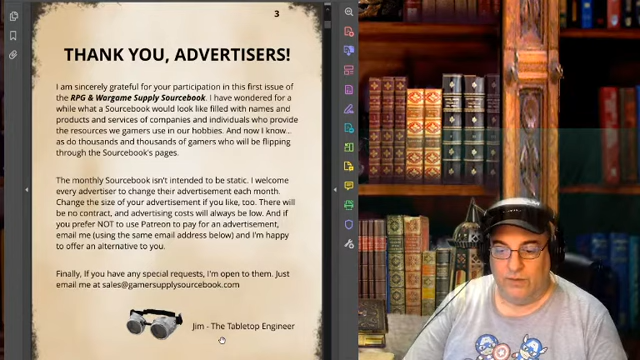 3
THANK YOU, ADVERTISERS!
I am sincerely grateful for your participation in this first issue of
the RPG & Wargame Supply Sourcebook. I have wondered for a
while what a Sourcebook would look like filled with names and
products and services of companies and individuals who provide
the resources we gamers use in our hobbies. And now I know...
as do thousands and thousands of gamers who will be flipping
through the Sourcebook's pages.
The monthly Sourcebook isn't intended to be static. I welcome
every advertiser to change their advertisement each month.
Change the size of your advertisement if you like, too. There will
be no contract, and advertising costs will always be low. And if
you prefer NOT to use Patreon to pay for an advertisement,
email me (using the same email address below) and I'm happy
to offer an alternative to you.
Finally, If you have any special requests, I'm open to them. Just
email me at sales@gamersupplysourcebook.com
Jim - The Tabletop Engineer